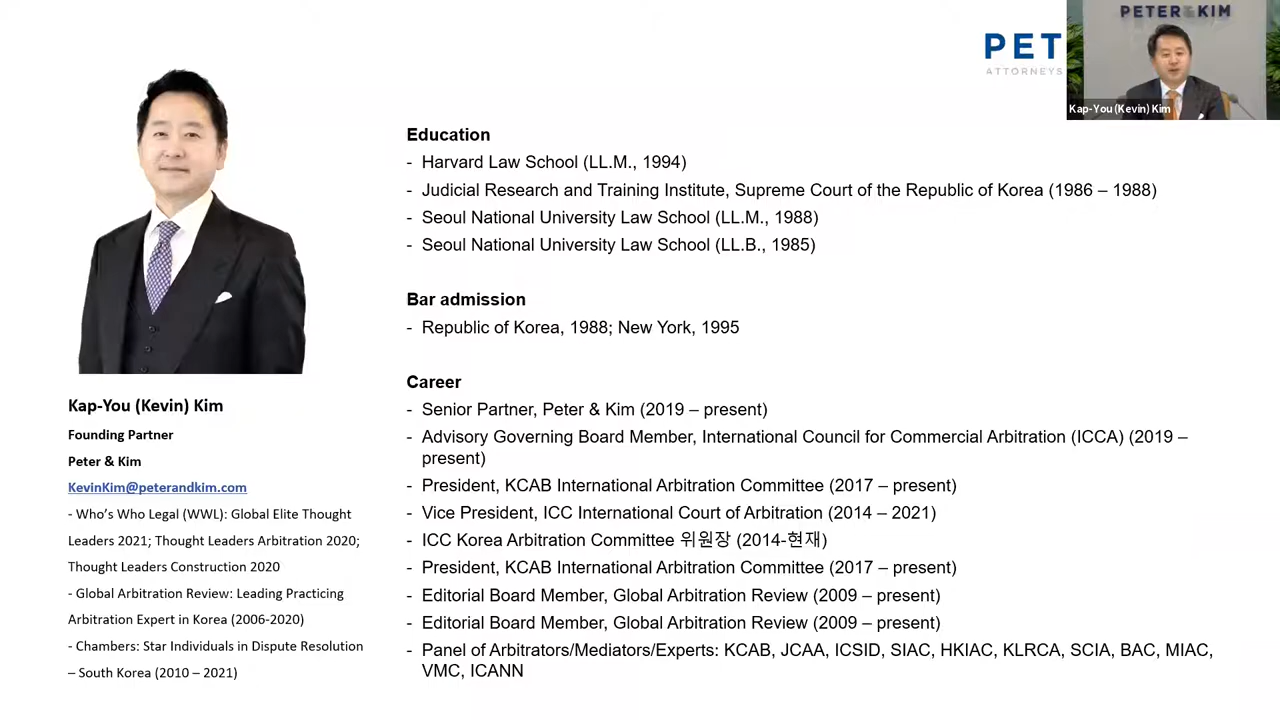 PET
ATTORNEYS
PETER&KIM
Kap-You (Kevin) Kim
Education
- Harvard Law School (LL.M., 1994)
- Judicial Research and Training Institute, Supreme Court of the Republic of Korea (1986 – 1988)
- Seoul National University Law School (LL.M., 1988)
- Seoul National University Law School (LL.B., 1985)
Bar admission
- Republic of Korea, 1988; New York, 1995
Career
- Senior Partner, Peter & Kim (2019 – present)
- Advisory Governing Board Member, International Council for Commercial Arbitration (ICCA) (2019 –
present)
- President, KCAB International Arbitration Committee (2017 – present)
- Vice President, ICC International Court of Arbitration (2014 – 2021)
- ICC Korea Arbitration Committee 위원장 (2014-현재)
- President, KCAB International Arbitration Committee (2017 – present)
- Editorial Board Member, Global Arbitration Review (2009 – present)
- Editorial Board Member, Global Arbitration Review (2009 – present)
- Panel of Arbitrators/Mediators/Experts: KCAB, JCAA, ICSID, SIAC, HKIAC, KLRCA, SCIA, BAC, MIAC,
VMC, ICANN
Kap-You (Kevin) Kim
Founding Partner
Peter & Kim
KevinKim@peterandkim.com
- Who’s Who Legal (WWL): Global Elite Thought
Leaders 2021; Thought Leaders Arbitration 2020;
Thought Leaders Construction 2020
- Global Arbitration Review: Leading Practicing
Arbitration Expert in Korea (2006-2020)
- Chambers: Star Individuals in Dispute Resolution
– South Korea (2010 – 2021)